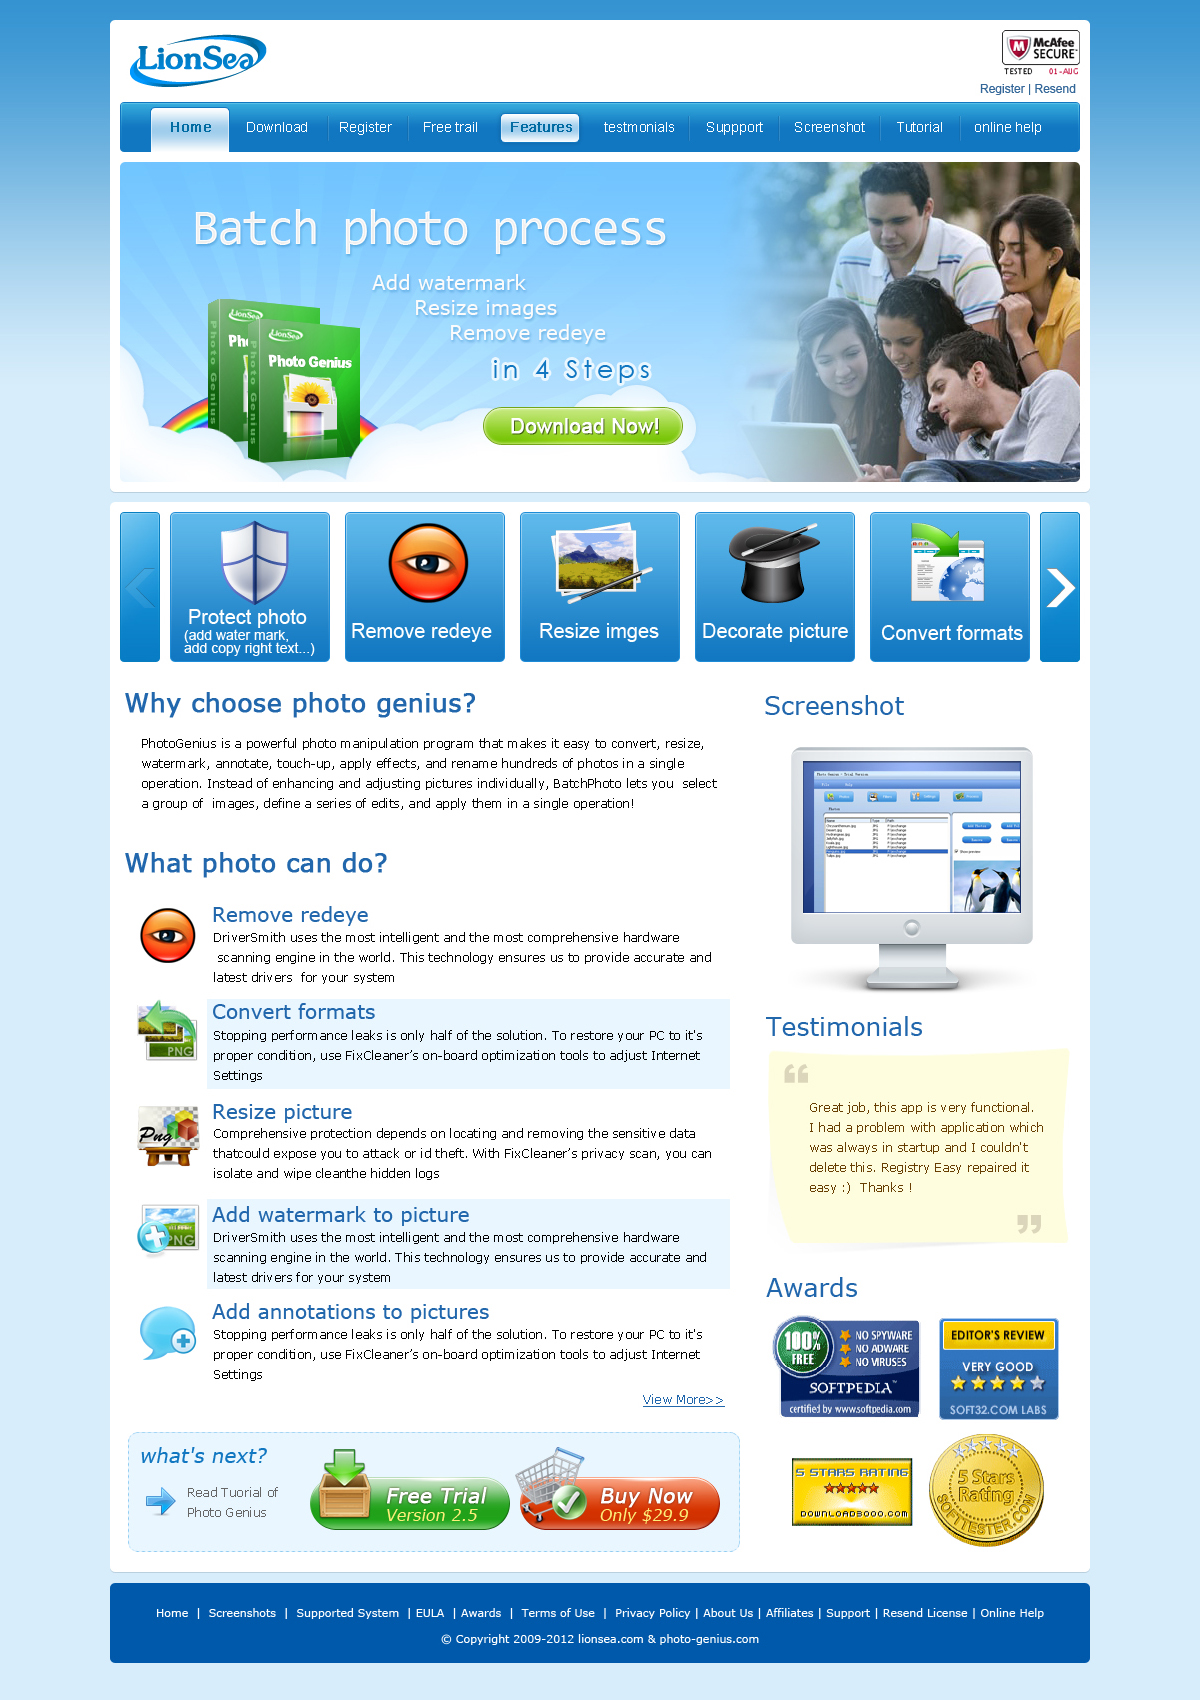 LionSea
McAfee
SECURE
TESTED 01-AUG
Register | Resend
Home Download Register Free trail Features testmonials Suppport Screenshot Tutorial online help
Batch photo process
Add watermark
Resize images
Remove redeye
in 4 Steps
Download Now!
LionSea
LionSea
Photo Genius
Photo Genius
Photo Genius
Protect photo
(add water mark,
add copy right text...)
Remove redeye
Resize imges
Decorate picture
Convert formats
Why choose photo genius?
PhotoGenius is a powerful photo manipulation program that makes it easy to convert, resize,
watermark, annotate, touch-up, apply effects, and rename hundreds of photos in a single
operation. Instead of enhancing and adjusting pictures individually, BatchPhoto lets you select
a group of images, define a series of edits, and apply them in a single operation!
What photo can do?
Remove redeye
DriverSmith uses the most intelligent and the most comprehensive hardware
scanning engine in the world. This technology ensures us to provide accurate and
latest drivers for your system
Convert formats
Stopping performance leaks is only half of the solution. To restore your PC to it's
proper condition, use FixCleaner's on-board optimization tools to adjust Internet
Settings
PNG
Resize picture
Comprehensive protection depends on locating and removing the sensitive data
thatcould expose you to attack or id theft. With FixCleaner's privacy scan, you can
isolate and wipe cleanthe hidden logs
Png
Add watermark to picture
DriverSmith uses the most intelligent and the most comprehensive hardware
scanning engine in the world. This technology ensures us to provide accurate and
latest drivers for your system
PNG
Add annotations to pictures
Stopping performance leaks is only half of the solution. To restore your PC to it's
proper condition, use FixCleaner's on-board optimization tools to adjust Internet
Settings
View More>>
what's next?
Read Tuorial of
Photo Genius
Free Trial
Version 2.5
Buy Now
Only $29.9
Screenshot
Photo Genius - Trial Version
Testimonials
Great job, this app is very functional.
I had a problem with application which
was always in startup and I couldn't
delete this. Registry Easy repaired it
easy :) Thanks !
Awards
100%
FREE
NO SPYWARE
NO ADWARE
NO VIRUSES
SOFTPEDIA™
certified by www.softpedia.com
EDITOR'S REVIEW
VERY GOOD
SOFT32.COM LABS
5 STARS RATING
DOWNLOAD3000.COM
5 Stars
Rating
SOFTTESTER.COM
Home | Screenshots | Supported System | EULA | Awards | Terms of Use | Privacy Policy | About Us | Affiliates | Support | Resend License | Online Help
© Copyright 2009-2012 lionsea.com & photo-genius.com